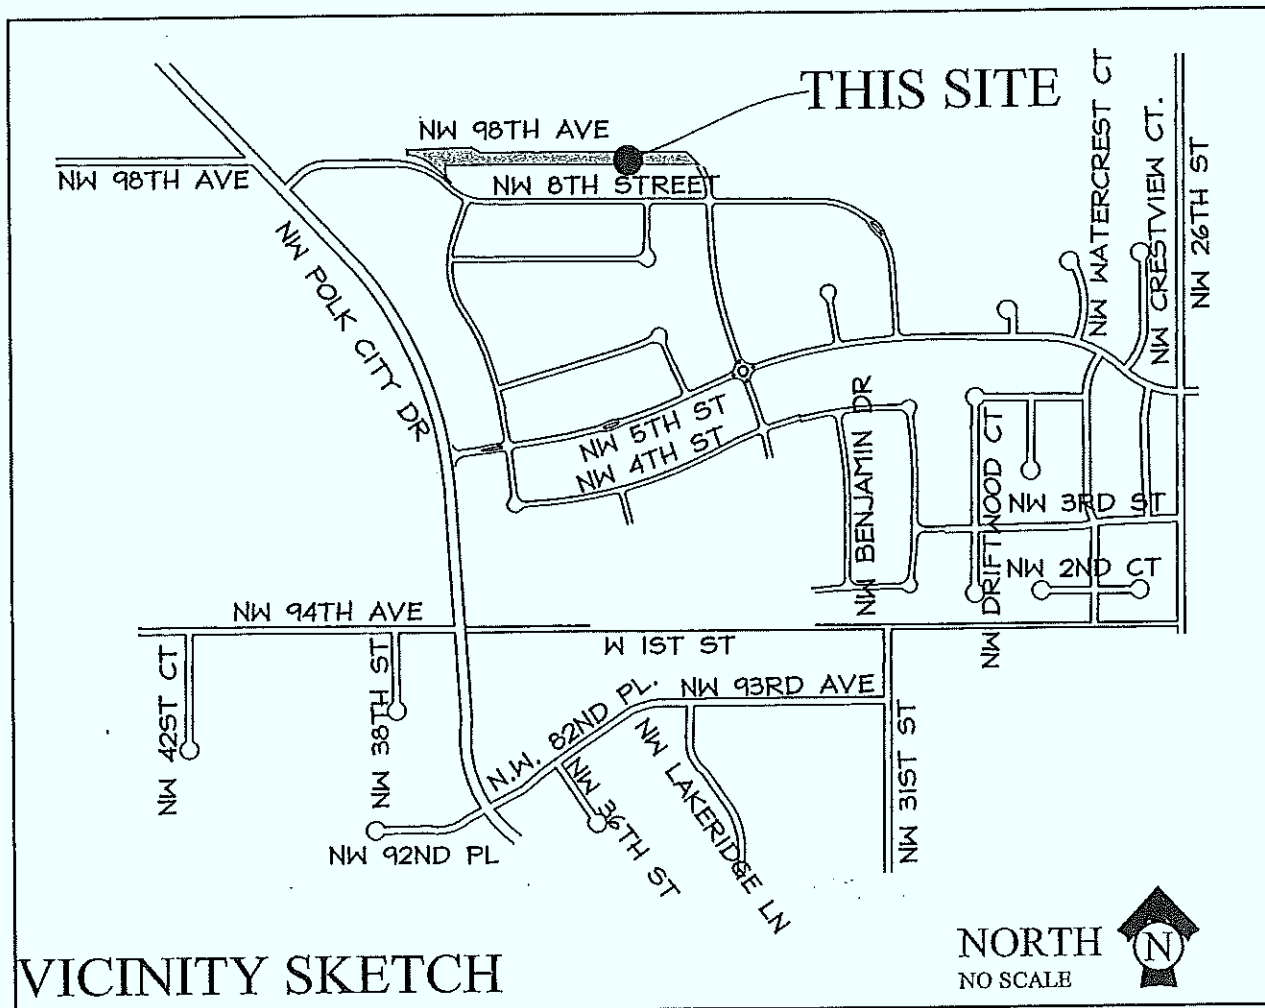 THIS SITE
NW 98TH AVE
NW 98TH AVE
NW 8TH STREET
NW WATERCREST CT
NW CRESTVIEW CT.
NW 26TH ST
NW POLK CITY DR
NW 5TH ST
NW 4TH ST
NW BENJAMIN DR
NW DRIFTWOOD CT
NW 3RD ST
NW 2ND CT
NW 94TH AVE
W 1ST ST
NW 42ST CT
NW 38TH ST
N.W. 82ND PL.
NW 93RD AVE
NW 31ST ST
NW LAKERIDGE LN
NW 36TH ST
NW 92ND PL
VICINITY SKETCH
NORTH
N
NO SCALE